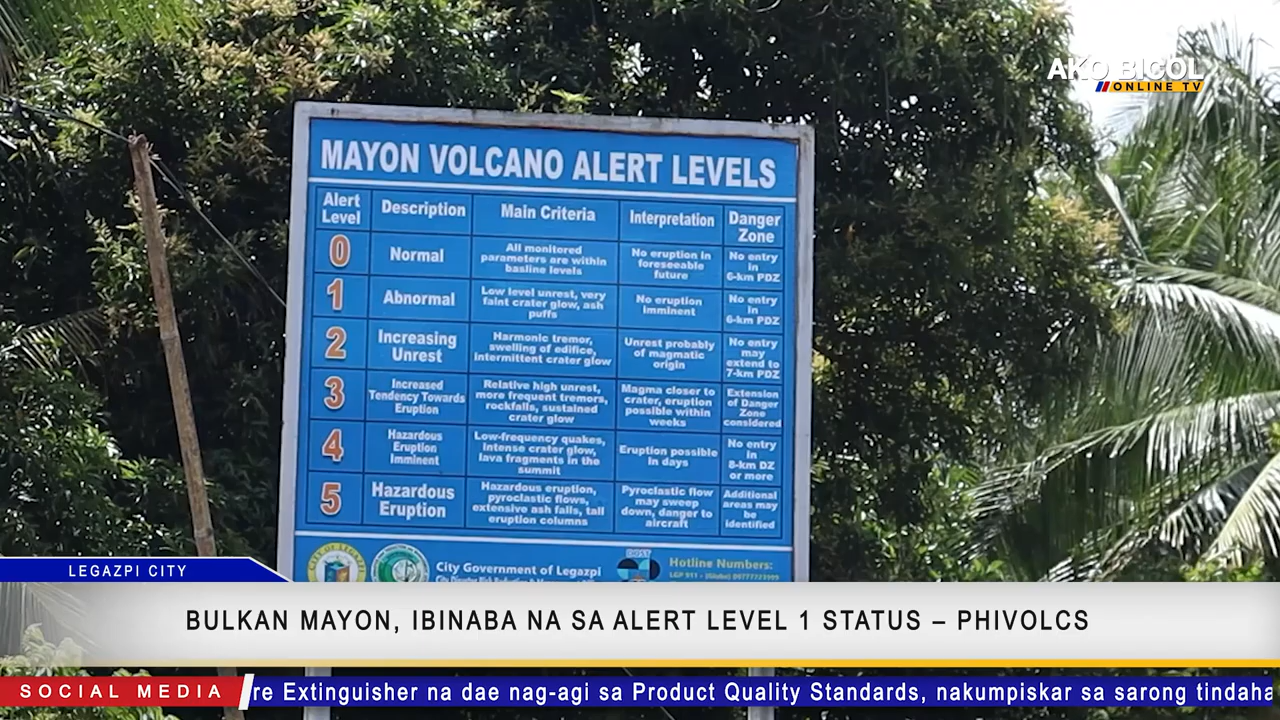 AKO BICOL
ONLINE TV
MAYON VOLCANO ALERT LEVELS
Alert
Level
Description
Main Criteria
Interpretation
Danger
Zone
0
Normal
All monitored
parameters are within
basline levels
No eruption in
foreseeable
future
No entry
in
6-km PDZ
1
Abnormal
Low level unrest, very
faint crater glow, ash
puffs
No eruption
imminent
No entry
in
6-km PDZ
2
Increasing
Unrest
Harmonic tremor,
swelling of edifice,
intermittent crater glow
Unrest probably
of magmatic
origin
No entry
may
extend to
7-km PDZ
3
Increased
Tendency Towards
Eruption
Relative high unrest,
more frequent tremors,
rockfalls, sustained
crater glow
Magma closer to
crater, eruption
possible within
weeks
Extension
of Danger
Zone
considered
4
Hazardous
Eruption
Imminent
Low-frequency quakes,
intense crater glow,
lava fragments in the
summit
Eruption possible
in days
No entry
in
8-km DZ
or more
5
Hazardous
Eruption
Hazardous eruption,
pyroclastic flows,
extensive ash falls, tall
eruption columns
Pyroclastic flow
may sweep
down, danger to
aircraft
Additional
areas may
be
identified
City Government of Legazpi
DOST
Hotline Numbers:
LEGAZPI CITY
BULKAN MAYON, IBINABA NA SA ALERT LEVEL 1 STATUS – PHIVOLCS
SOCIAL MEDIA
re Extinguisher na dae nag-agi sa Product Quality Standards, nakumpiskar sa sarong tindaha